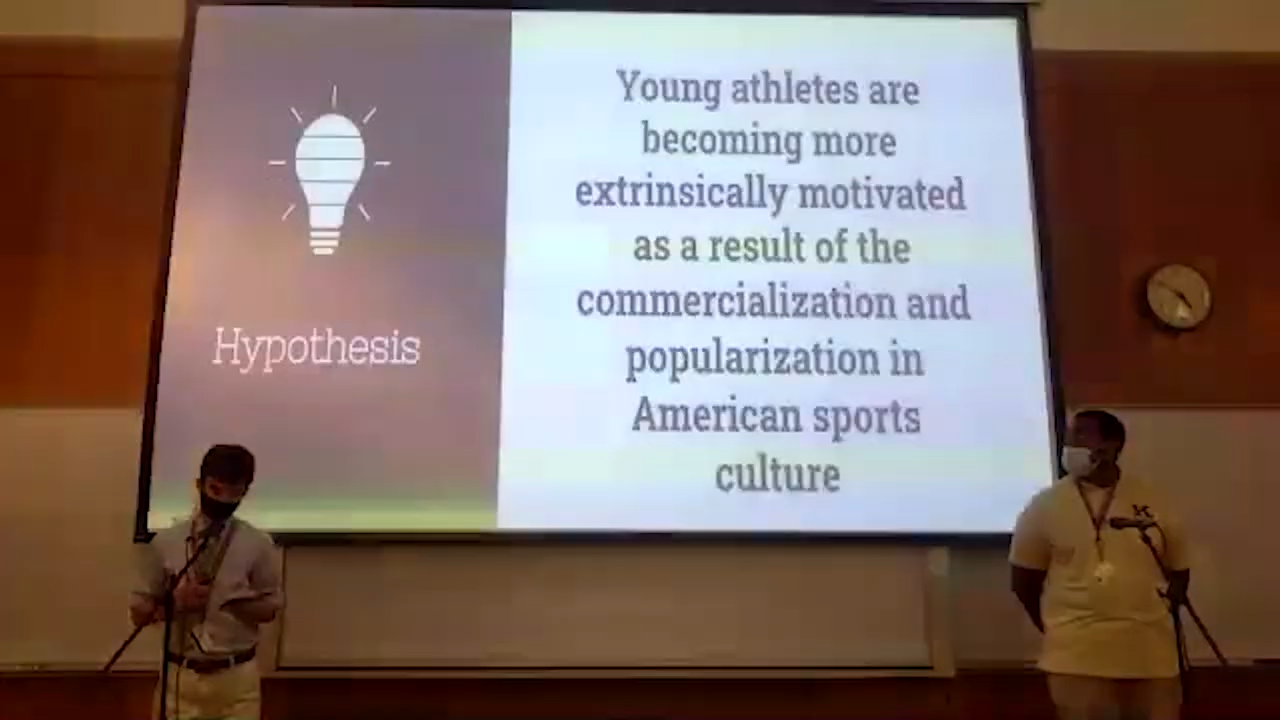 Hypothesis
Young athletes are
becoming more
extrinsically motivated
as a result of the
commercialization and
popularization in
American sports
culture
K